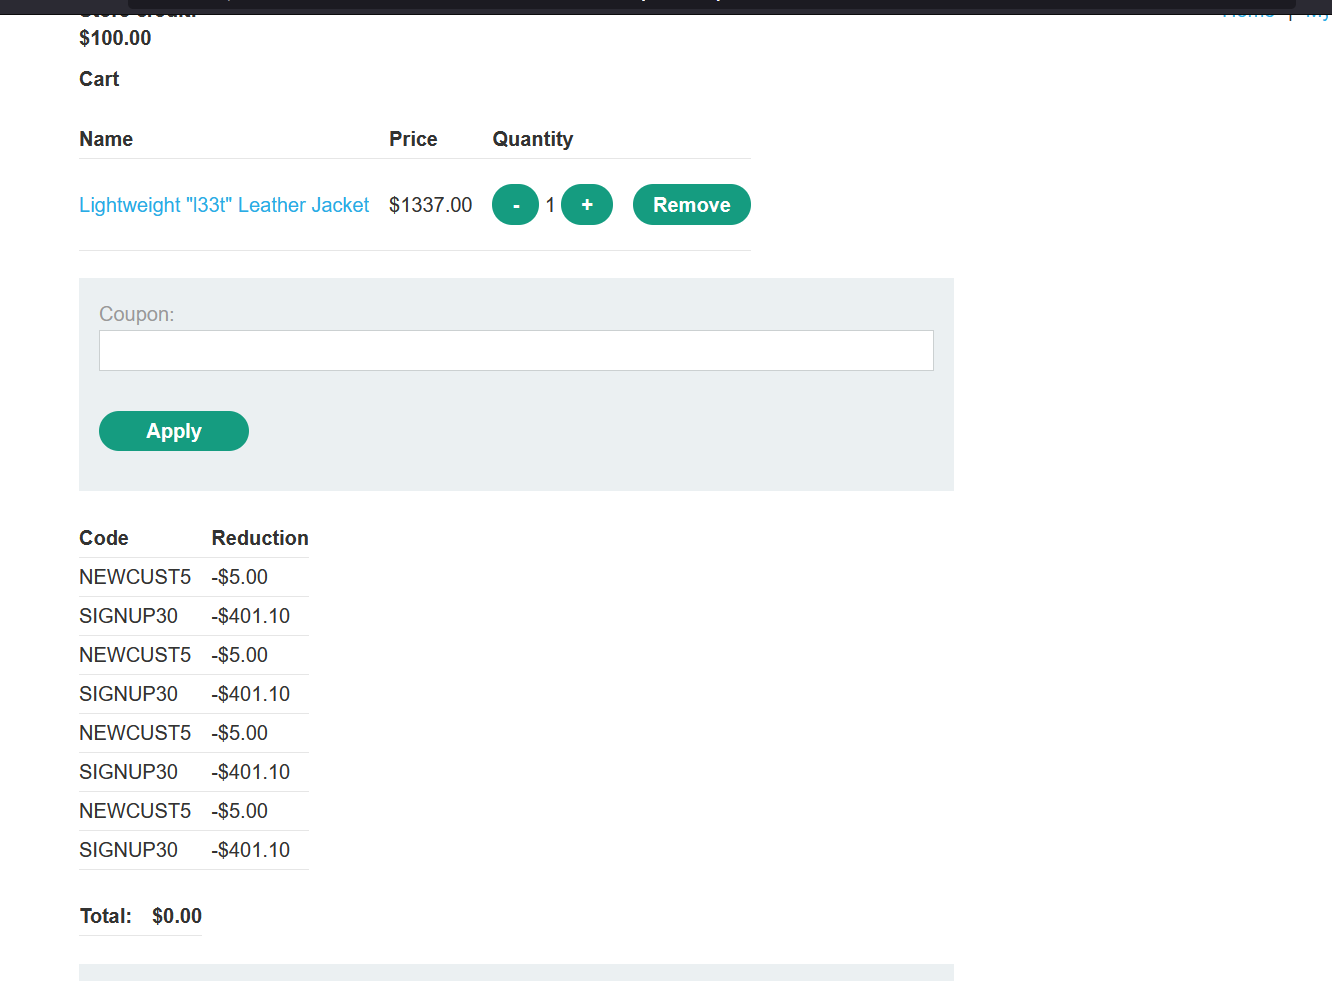 $100.00
Cart
Name Price Quantity
Lightweight "l33t" Leather Jacket $1337.00 - 1 + Remove
Coupon:
Apply
Code Reduction
NEWCUST5 -$5.00
SIGNUP30 -$401.10
NEWCUST5 -$5.00
SIGNUP30 -$401.10
NEWCUST5 -$5.00
SIGNUP30 -$401.10
NEWCUST5 -$5.00
SIGNUP30 -$401.10
Total: $0.00